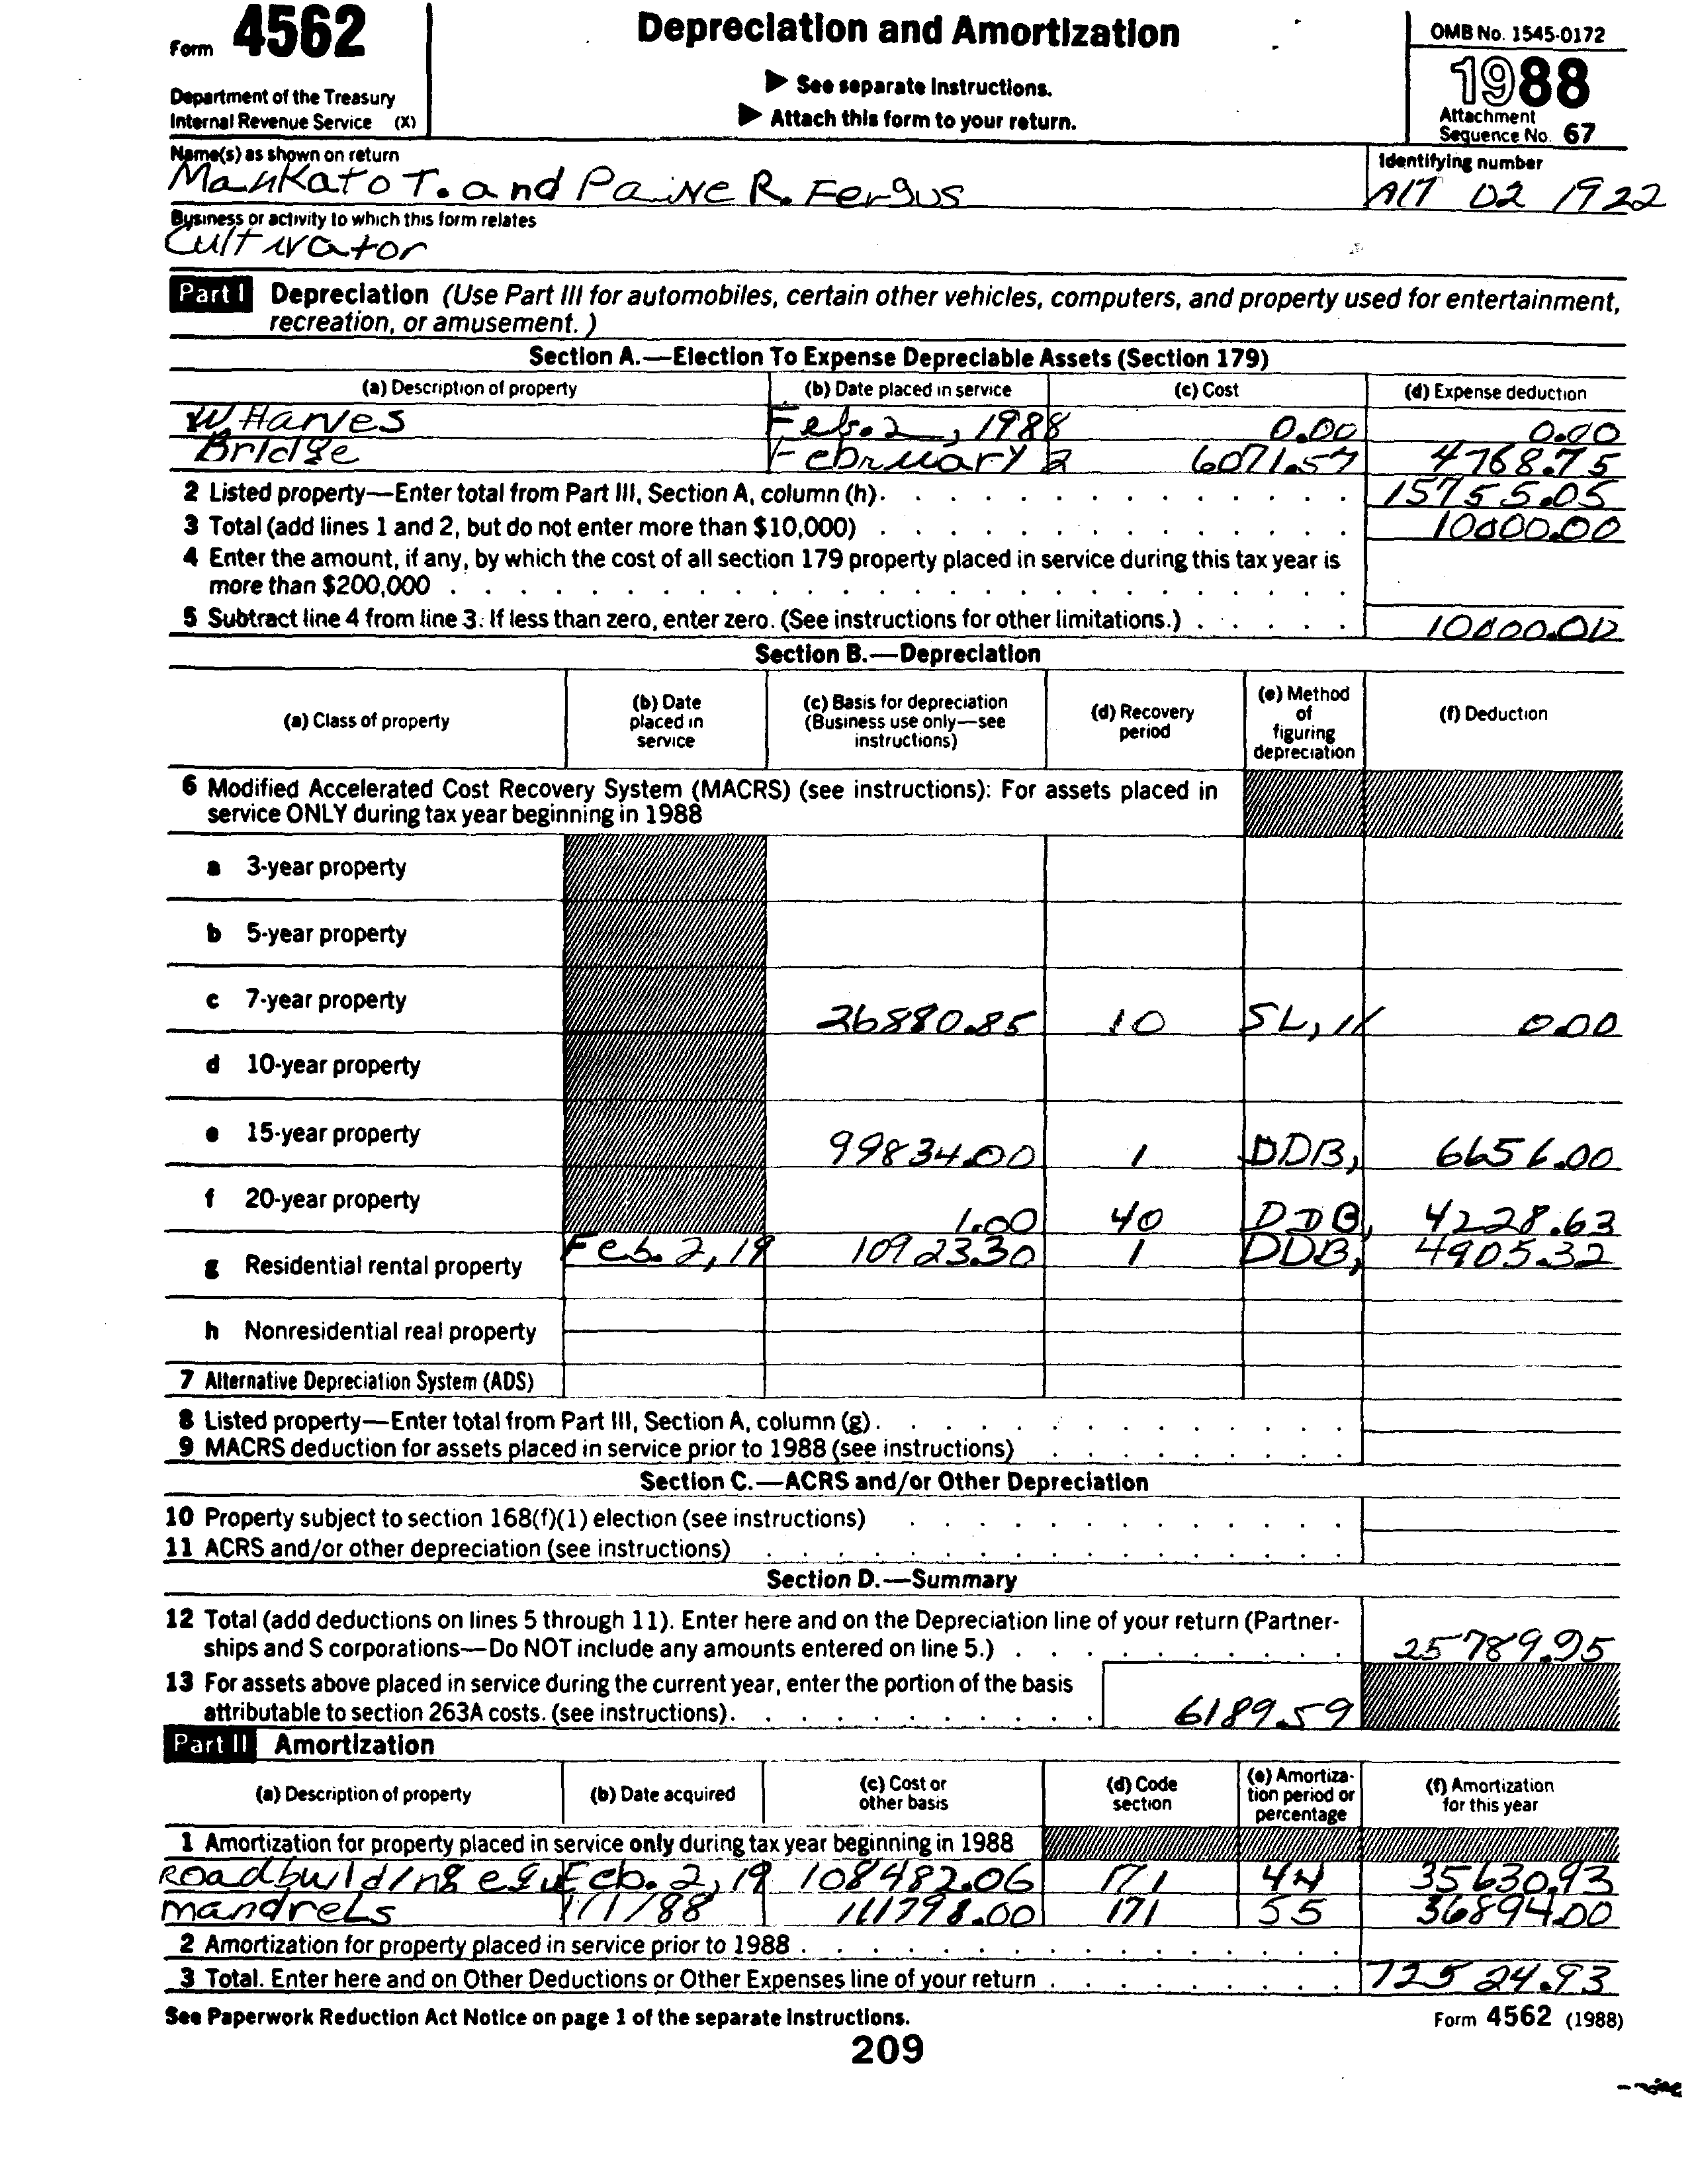 Form 4562
Depreciation and Amortization
OMB No. 1545-0172
1988
▶ See separate Instructions.
▶ Attach this form to your return.
Department of the Treasury
Internal Revenue Service (X)
Attachment
Sequence No. 67
Name(s) as shown on return
Identifying number
Mankato T. and Paine R. Fergus
A17 02 1922
Business or activity to which this form relates
Cultivator
Part I Depreciation (Use Part III for automobiles, certain other vehicles, computers, and property used for entertainment,
recreation, or amusement.)
Section A.—Election To Expense Depreciable Assets (Section 179)
(a) Description of property (b) Date placed in service (c) Cost (d) Expense deduction
WHarves Feb. 2, 1988 0.00 0.00
Bridge February 2 6071.57 4768.75
2 Listed property—Enter total from Part III, Section A, column (h). 15755.05
3 Total (add lines 1 and 2, but do not enter more than $10,000) 10000.00
4 Enter the amount, if any, by which the cost of all section 179 property placed in service during this tax year is
more than $200,000
5 Subtract line 4 from line 3. If less than zero, enter zero. (See instructions for other limitations.) 10000.00
Section B.—Depreciation
(a) Class of property (b) Date placed in service (c) Basis for depreciation (Business use only—see instructions) (d) Recovery period (e) Method of figuring depreciation (f) Deduction
6 Modified Accelerated Cost Recovery System (MACRS) (see instructions): For assets placed in
service ONLY during tax year beginning in 1988
a 3-year property
b 5-year property
c 7-year property 26880.85 10 SL, 0.00
d 10-year property
e 15-year property 99834.00 1 DDB, 6656.00
f 20-year property 1.00 40 DDB, 4228.63
g Residential rental property Feb. 2, 19 10923.30 1 DDB, 4905.32
h Nonresidential real property
7 Alternative Depreciation System (ADS)
8 Listed property—Enter total from Part III, Section A, column (g).
9 MACRS deduction for assets placed in service prior to 1988 (see instructions)
Section C.—ACRS and/or Other Depreciation
10 Property subject to section 168(f)(1) election (see instructions)
11 ACRS and/or other depreciation (see instructions)
Section D.—Summary
12 Total (add deductions on lines 5 through 11). Enter here and on the Depreciation line of your return (Partner-
ships and S corporations—Do NOT include any amounts entered on line 5.) 25789.95
13 For assets above placed in service during the current year, enter the portion of the basis
attributable to section 263A costs. (see instructions). 6189.59
Part II Amortization
(a) Description of property (b) Date acquired (c) Cost or other basis (d) Code section (e) Amortiza-tion period or percentage (f) Amortization for this year
1 Amortization for property placed in service only during tax year beginning in 1988
Roadbuilding equ Feb. 2, 19 108482.06 171 44 35630.93
mandrels 1/1/88 111798.00 171 55 36894.00
2 Amortization for property placed in service prior to 1988
3 Total. Enter here and on Other Deductions or Other Expenses line of your return 72524.93
See Paperwork Reduction Act Notice on page 1 of the separate Instructions.
Form 4562 (1988)
209